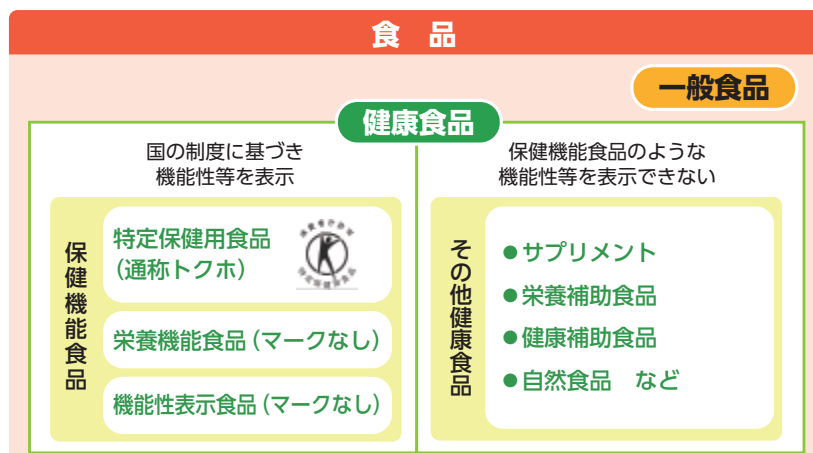 食 品
一般食品
健康食品
国の制度に基づき
機能性等を表示
保健機能食品
特定保健用食品
（通称トクホ）
栄養機能食品（マークなし）
機能性表示食品（マークなし）
保健機能食品のような
機能性等を表示できない
その他健康食品
●サプリメント
●栄養補助食品
●健康補助食品
●自然食品 など